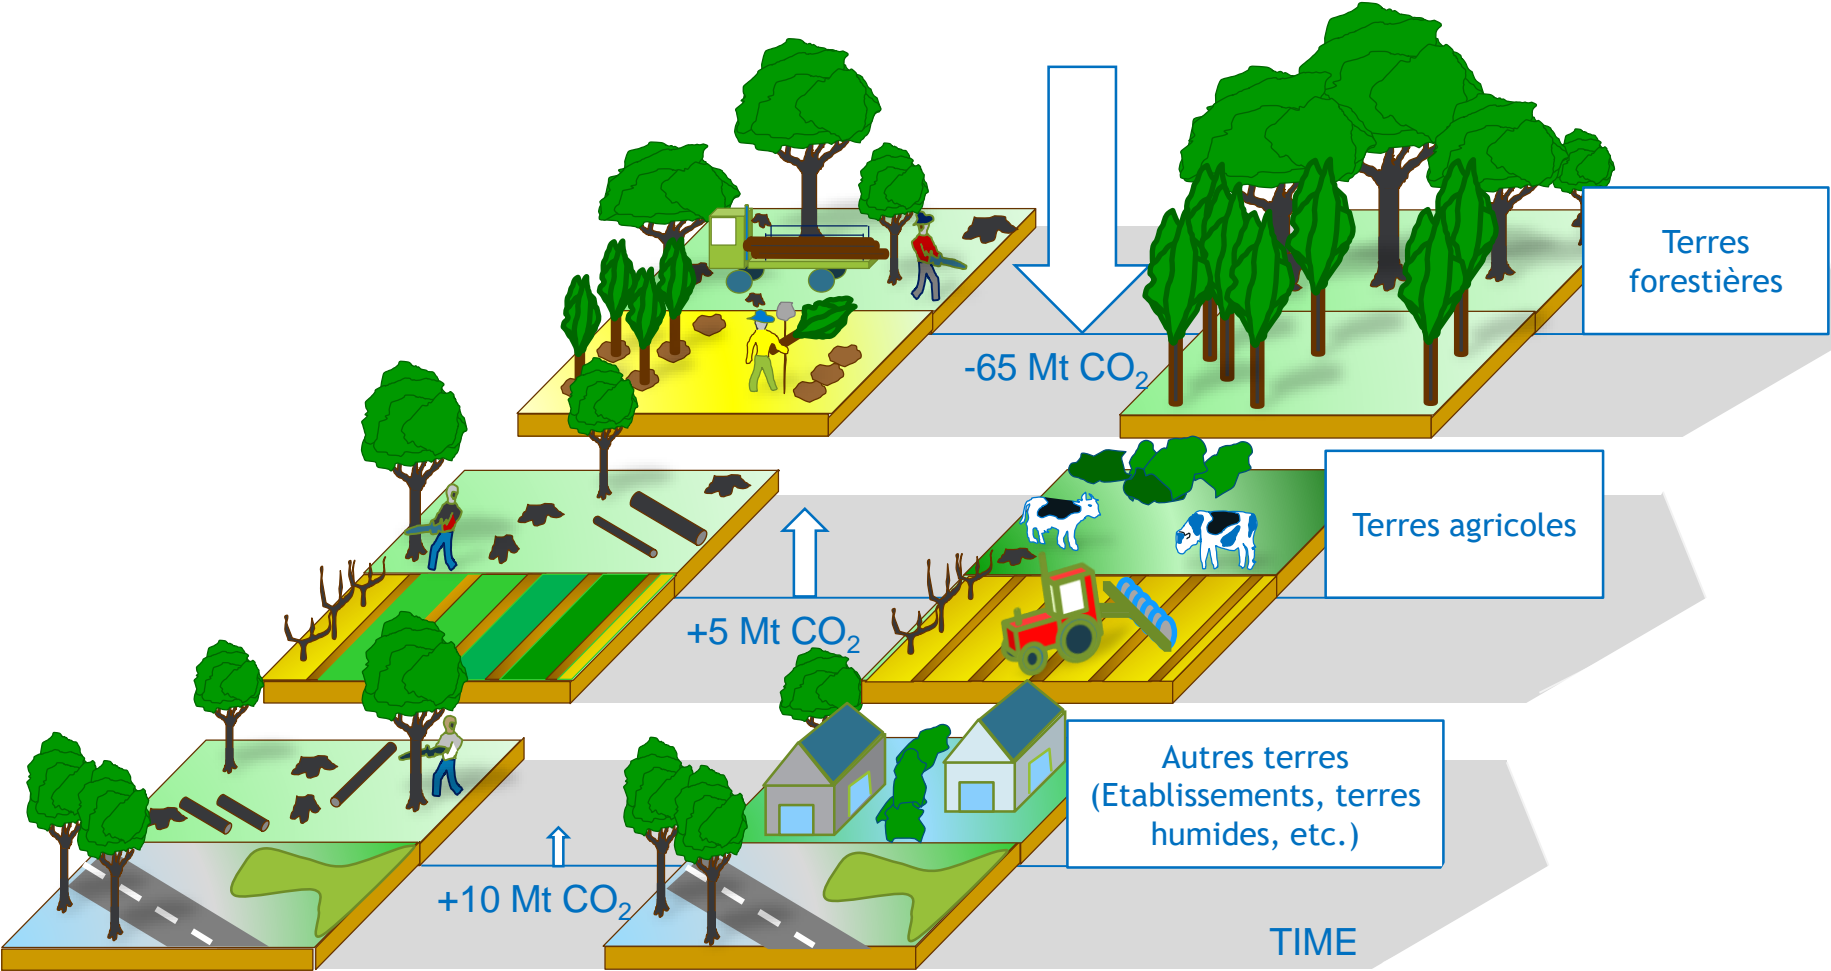 Terres
forestières
-65 Mt CO₂
Terres agricoles
+5 Mt CO₂
Autres terres
(Etablissements, terres
humides, etc.)
+10 Mt CO₂
TIME